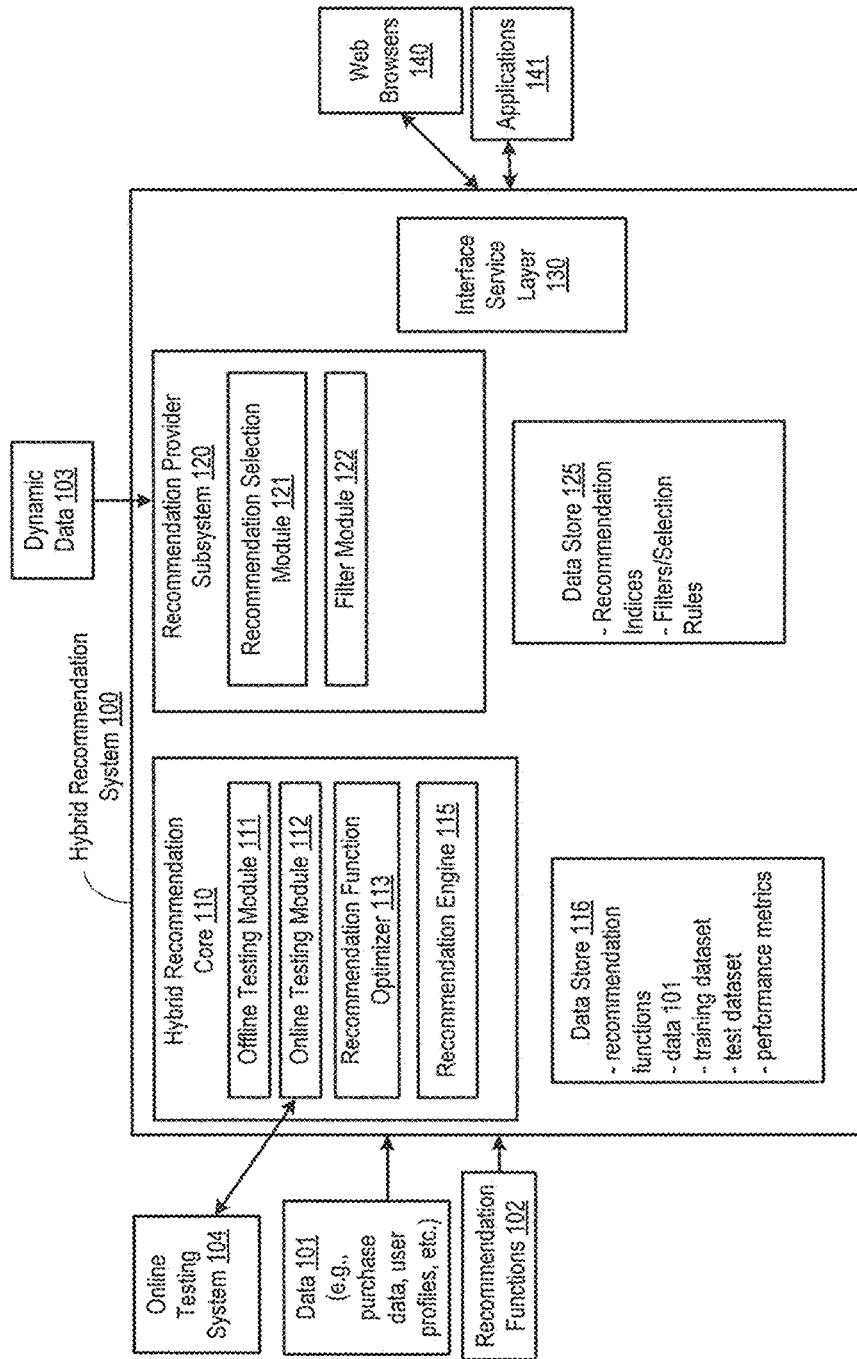 Hybrid Recommendation
System 100
Online
Testing
System 104
Data 101
(e.g.,
purchase
data, user
profiles, etc.)
Recommendation
Functions 102
Hybrid Recommendation
Core 110
Offline Testing Module 111
Online Testing Module 112
Recommendation Function
Optimizer 113
Recommendation Engine 115
Data Store 116
- recommendation
functions
- data 101
- training dataset
- test dataset
- performance metrics
Dynamic
Data 103
Recommendation Provider
Subsystem 120
Recommendation Selection
Module 121
Filter Module 122
Data Store 125
- Recommendation
Indices
- Filters/Selection
Rules
Interface
Service
Layer
130
Web
Browsers
140
Applications
141